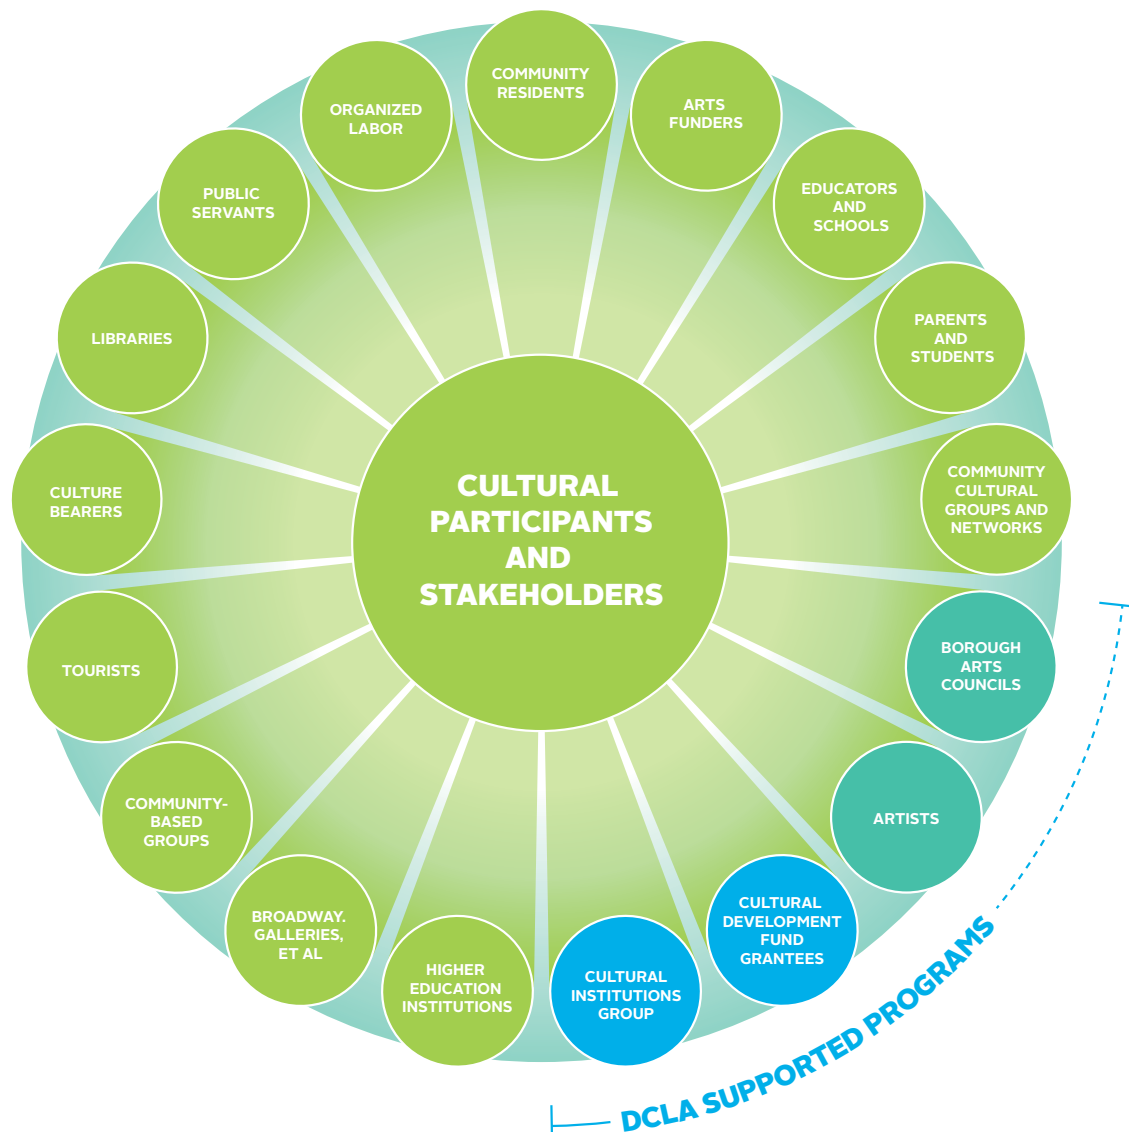 COMMUNITY
RESIDENTS
ARTS
FUNDERS
EDUCATORS
AND
SCHOOLS
PARENTS
AND
STUDENTS
COMMUNITY
CULTURAL
GROUPS AND
NETWORKS
BOROUGH
ARTS
COUNCILS
ARTISTS
CULTURAL
DEVELOPMENT
FUND
GRANTEES
CULTURAL
INSTITUTIONS
GROUP
HIGHER
EDUCATION
INSTITUTIONS
BROADWAY.
GALLERIES,
ET AL
COMMUNITY-
BASED
GROUPS
TOURISTS
CULTURE
BEARERS
LIBRARIES
PUBLIC
SERVANTS
ORGANIZED
LABOR
CULTURAL
PARTICIPANTS
AND
STAKEHOLDERS
DCLA SUPPORTED PROGRAMS